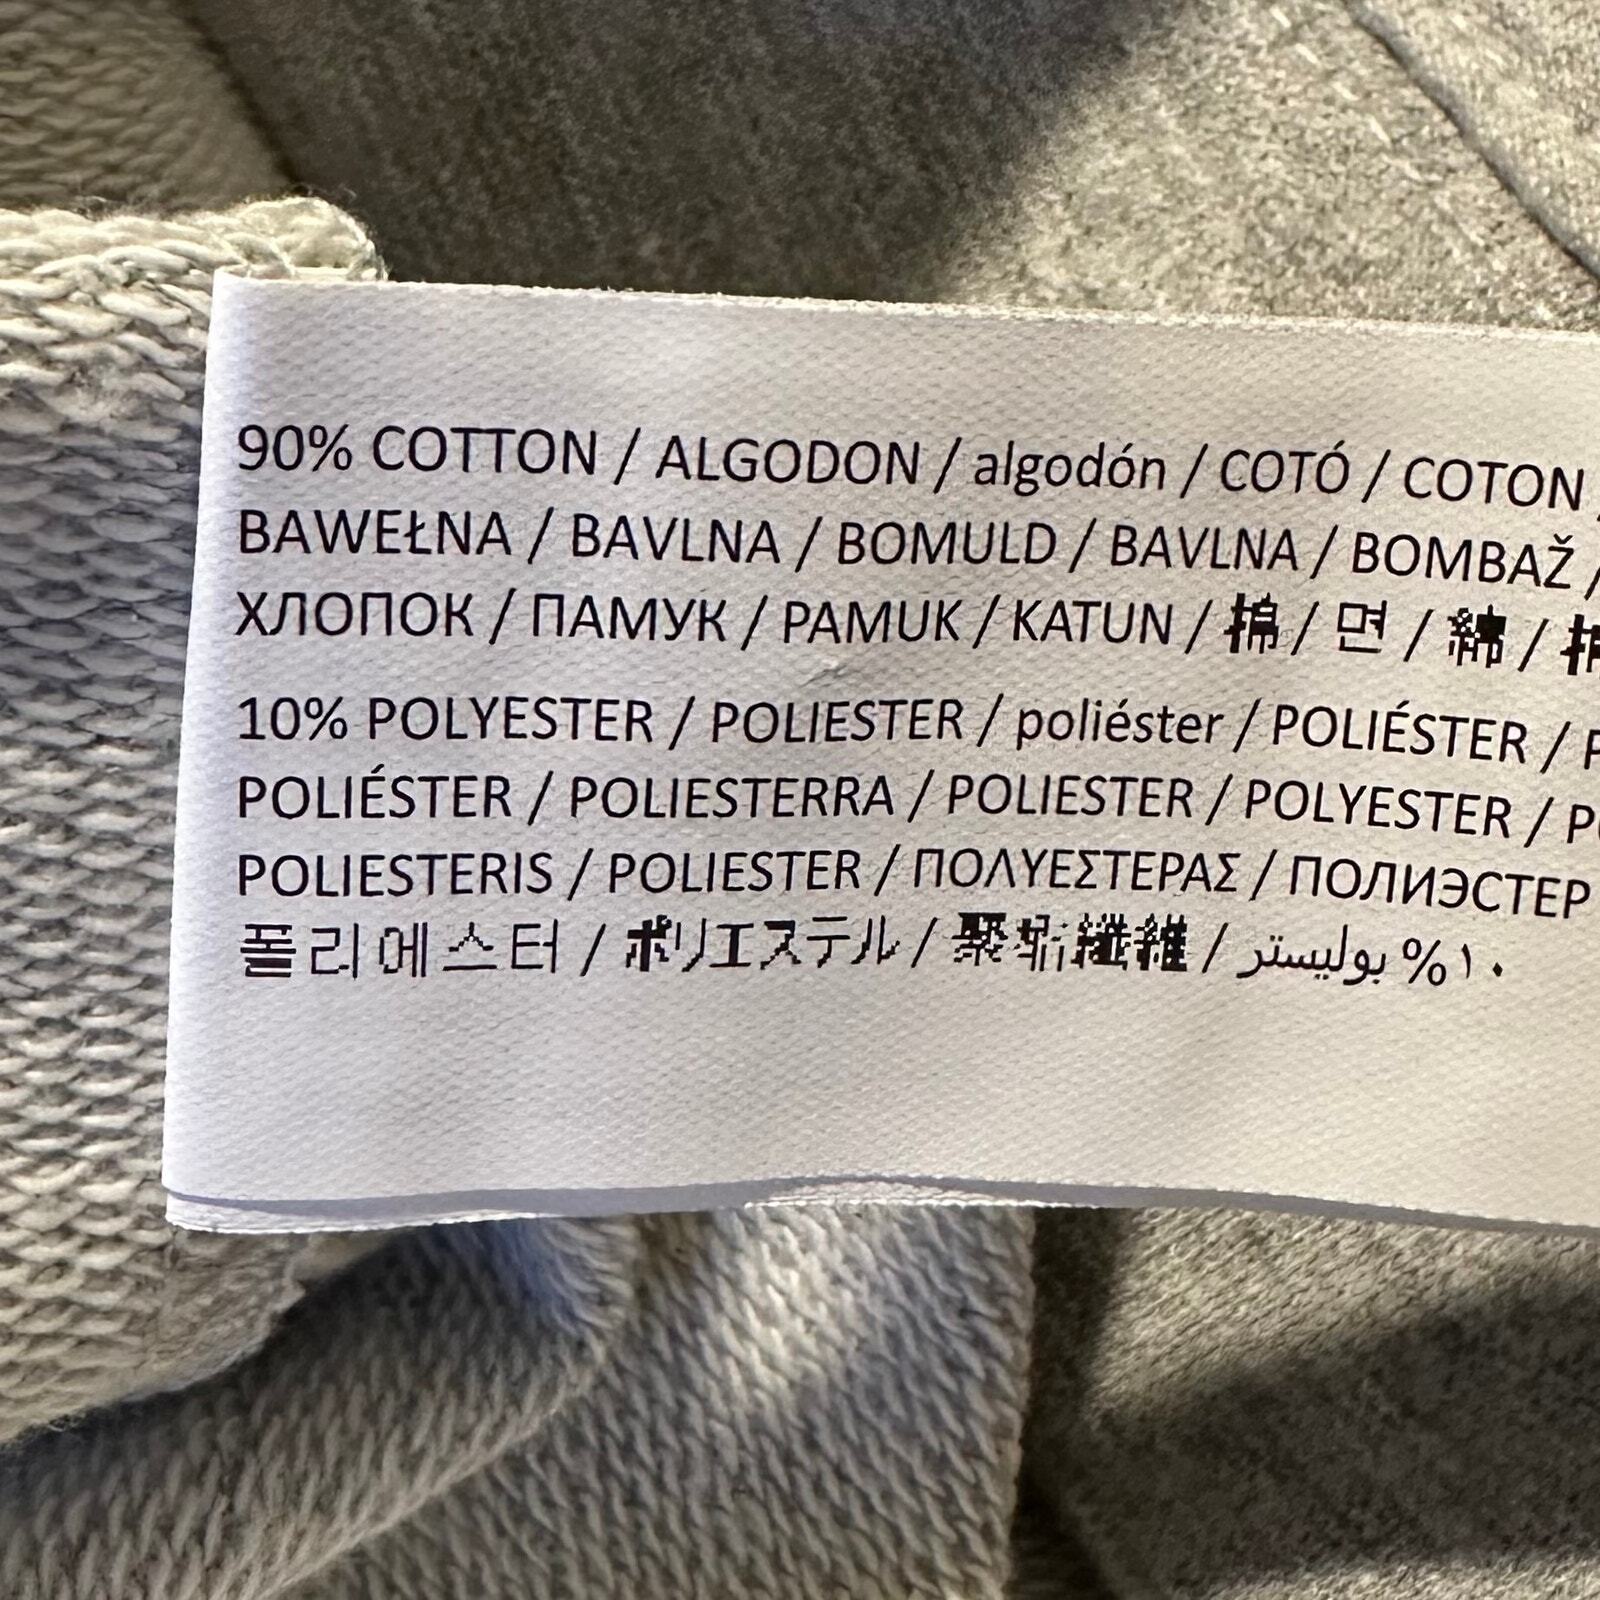 90% COTTON / ALGODON / algodón / COTÓ / COTON /
BAWEŁNA / BAVLNA / BOMULD / BAVLNA / BOMBAŽ /
ХЛОПОК / ПАМУК / PAMUK / KATUN / 棉 / 면 / 綿 /
10% POLYESTER / POLIESTER / poliéster / POLIÉSTER /
POLIÉSTER / POLIESTERRA / POLIESTER / POLYESTER /
POLIESTERIS / POLIESTER / ΠΟΛΥΕΣΤΕΡΑΣ / ПОЛИЭСТЕР
폴리에스터 / ポリエステル / 聚酯纖維 / بوليستر %١٠